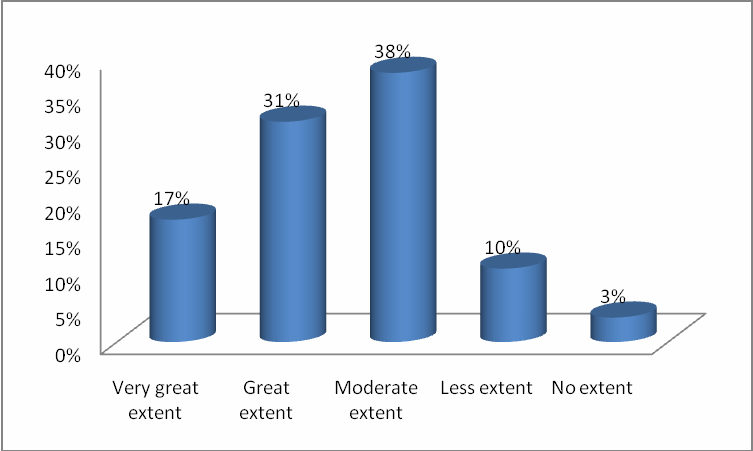 38%
40%
35%
31%
30%
25%
20%
17%
15%
10%
10%
5%
3%
0%
Very great extent
Great extent
Moderate extent
Less extent
No extent